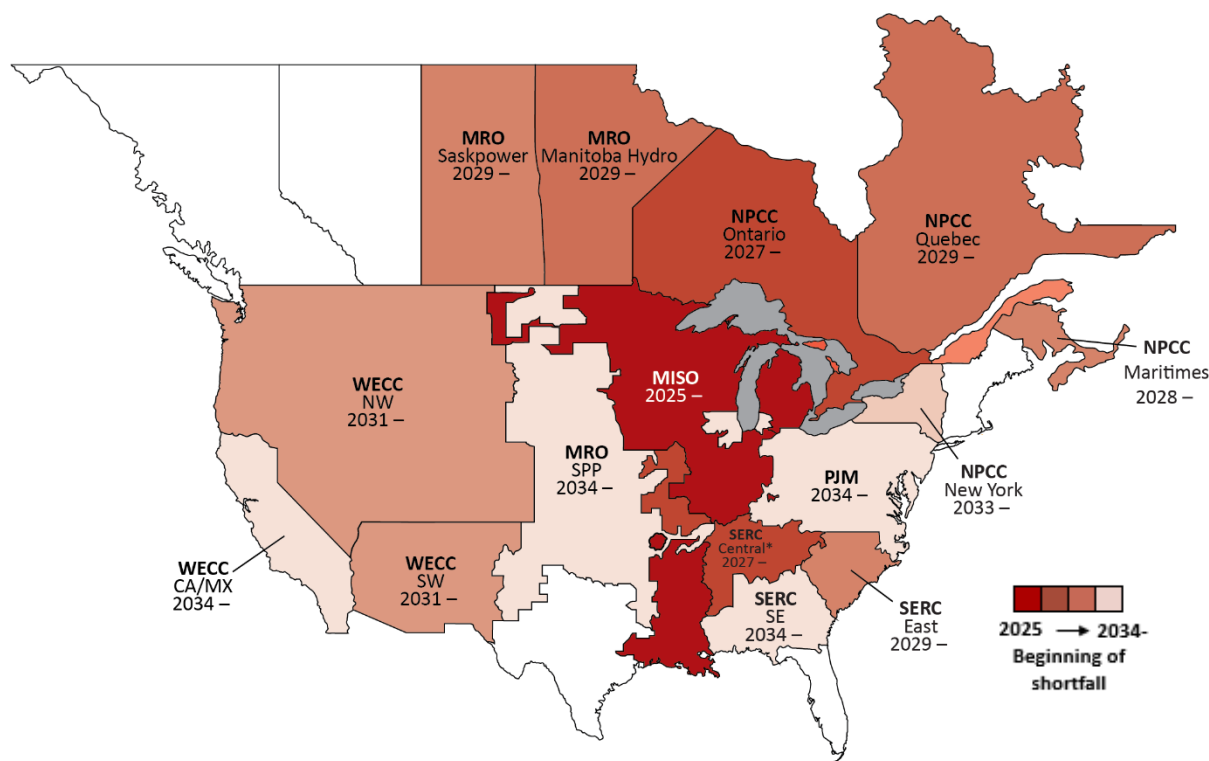 MRO
Saskpower
2029 –
MRO
Manitoba Hydro
2029 –
NPCC
Ontario
2027 –
NPCC
Quebec
2029 –
NPCC
Maritimes
2028 –
WECC
NW
2031 –
MISO
2025 –
MRO
SPP
2034 –
PJM
2034 –
NPCC
New York
2033 –
WECC
CA/MX
2034 –
WECC
SW
2031 –
SERC
Central*
2027 –
SERC
SE
2034 –
SERC
East
2029 –
2025 → 2034-
Beginning of
shortfall